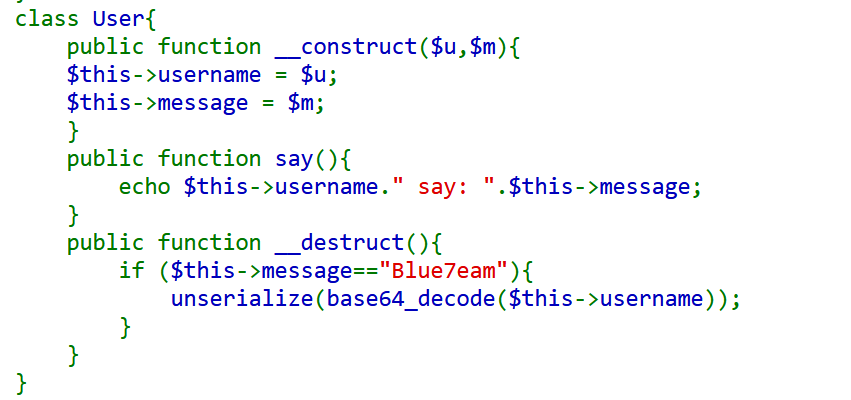 class User{
    public function __construct($u,$m){
    $this->username = $u;
    $this->message = $m;
    }
    public function say(){
        echo $this->username." say: ".$this->message;
    }
    public function __destruct(){
        if ($this->message=="Blue7eam"){
            unserialize(base64_decode($this->username));
        }
    }
}